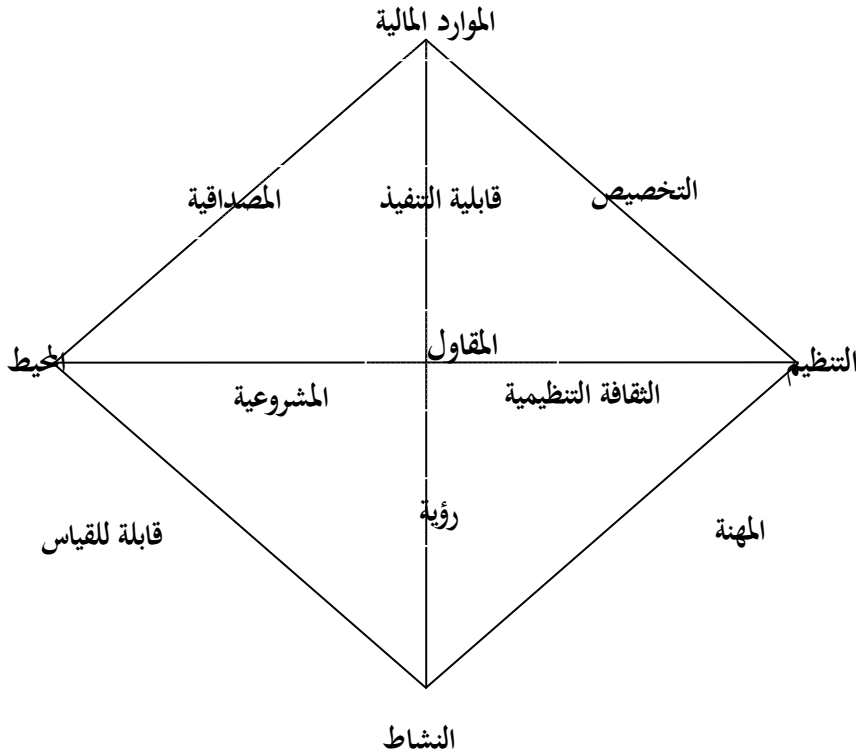 الموارد المالية
التخصيص
قابلية التنفيذ
المصداقية
المقاول
التنظيم
المحيط
الثقافة التنظيمية
المشروعية
رؤية
المهنة
قابلة للقياس
النشاط